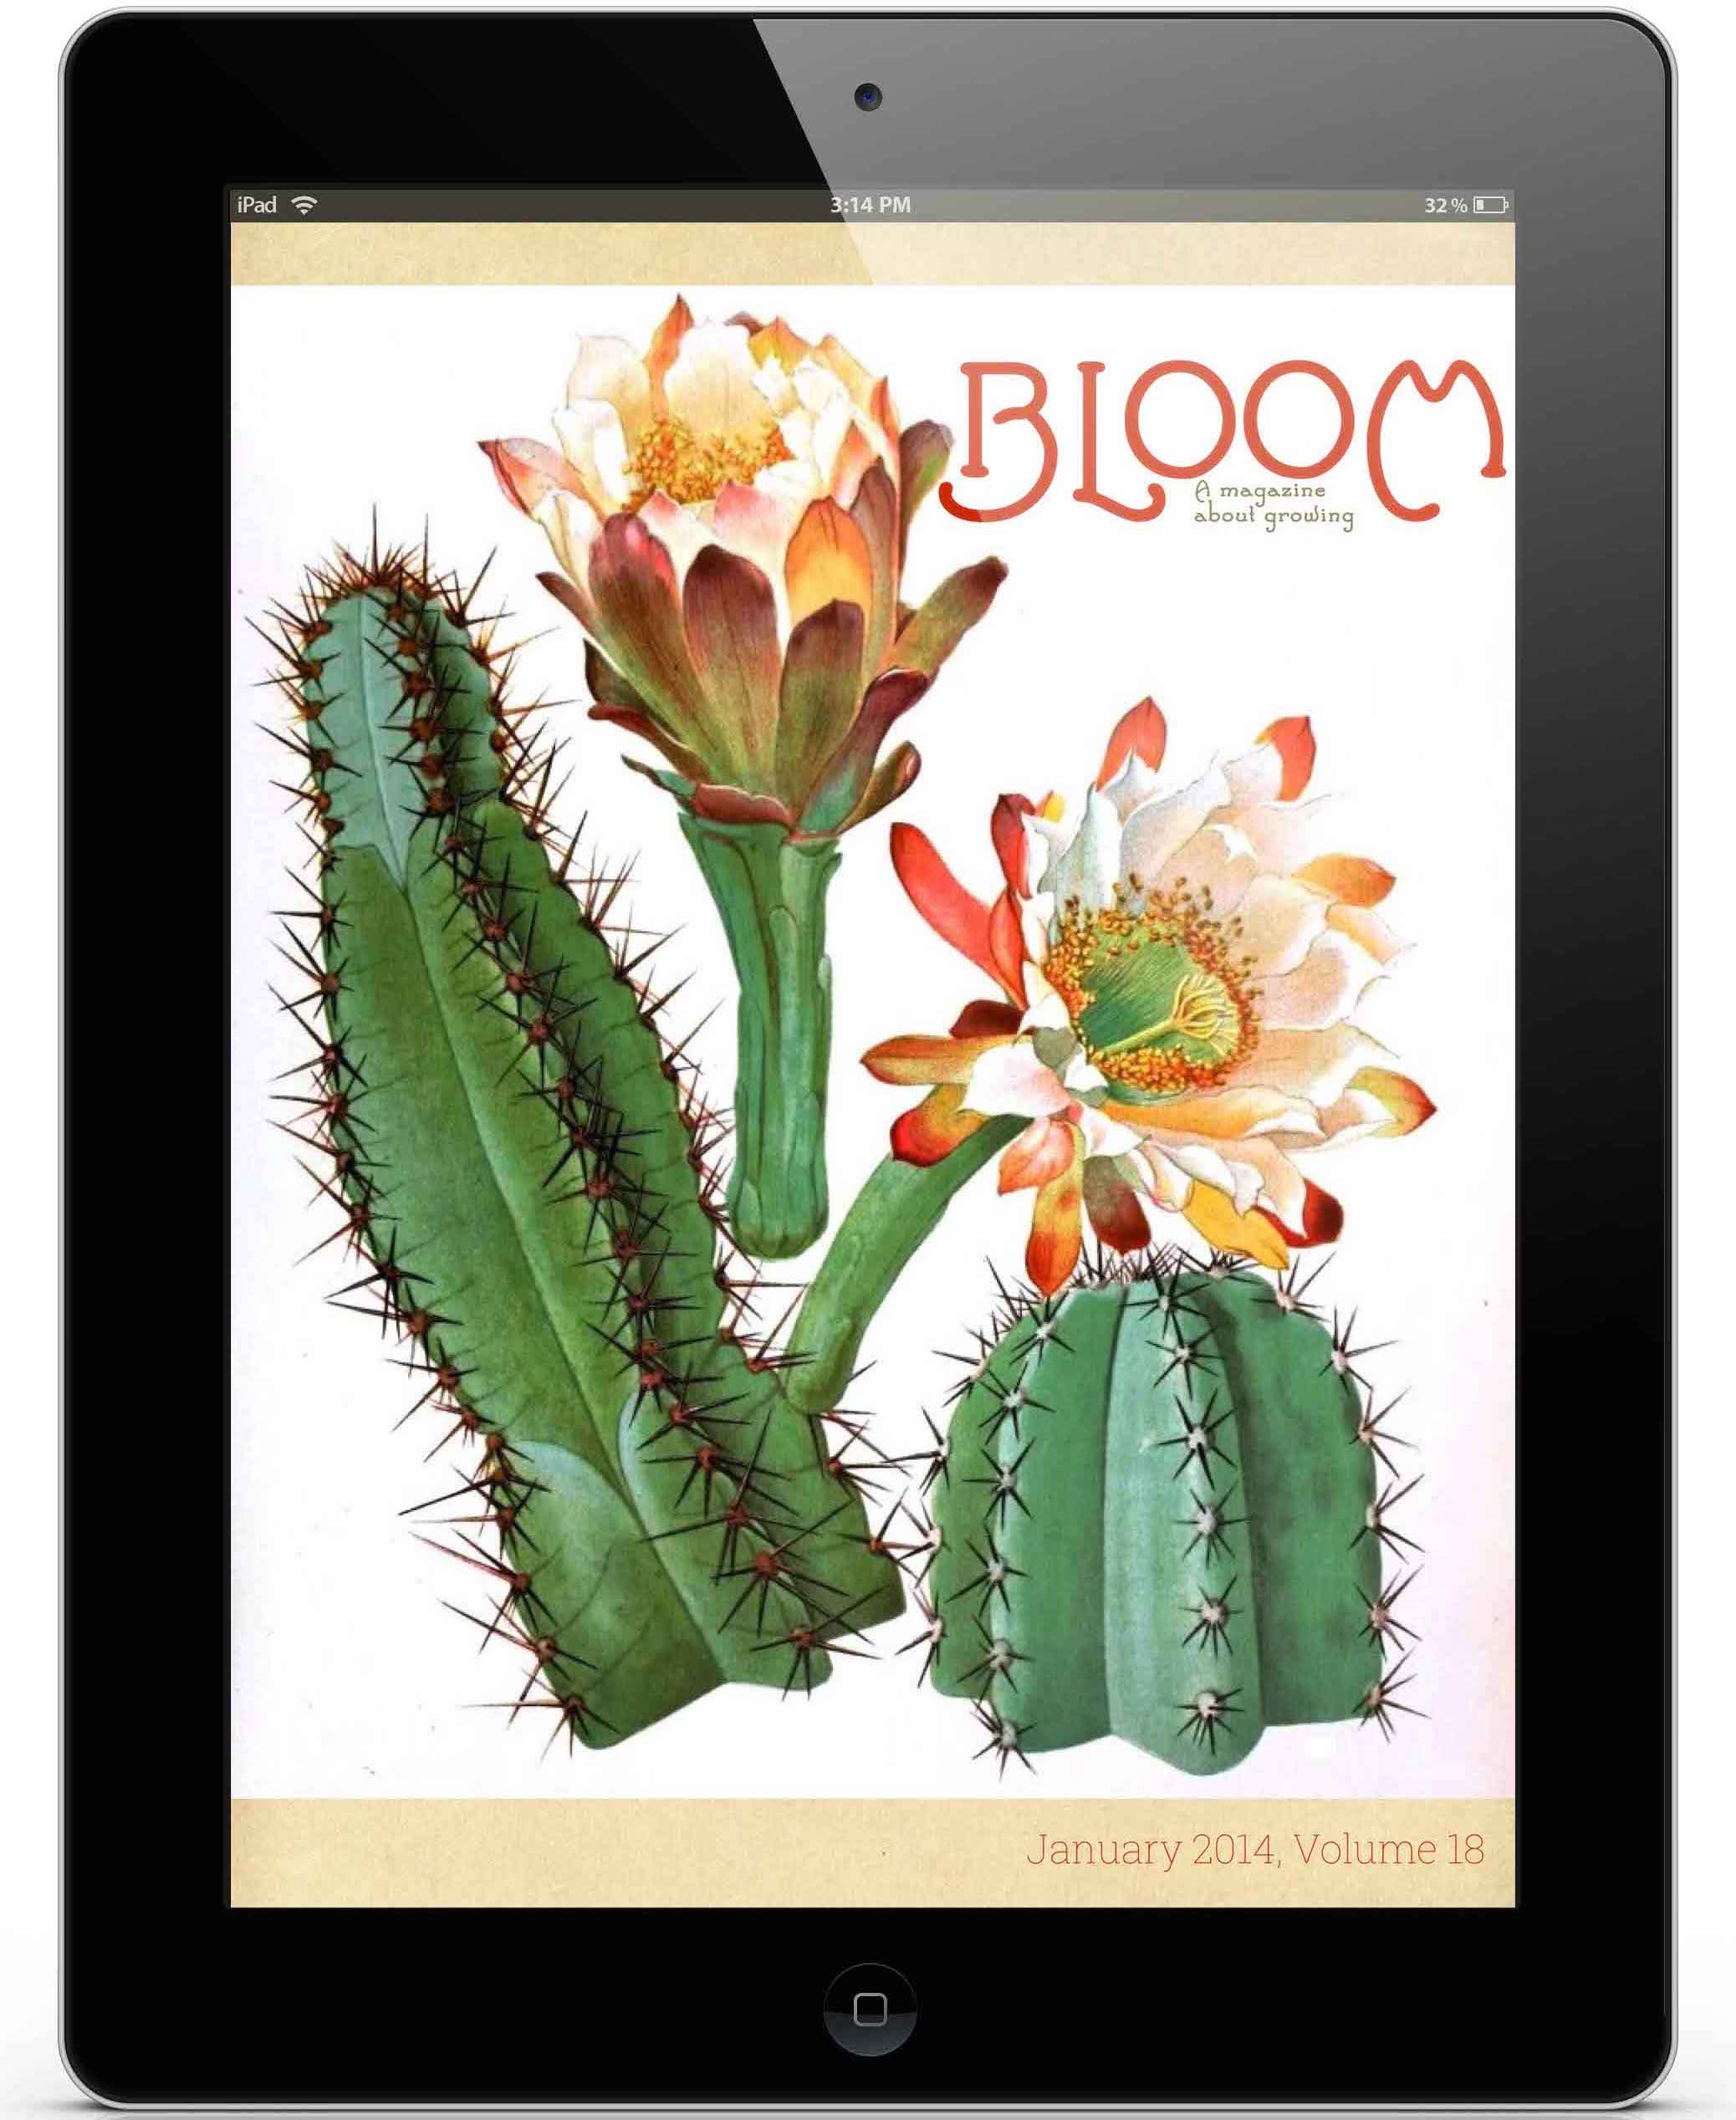 iPad 3:14 PM 32%
BLOOM
A magazine
about growing
January 2014, Volume 18